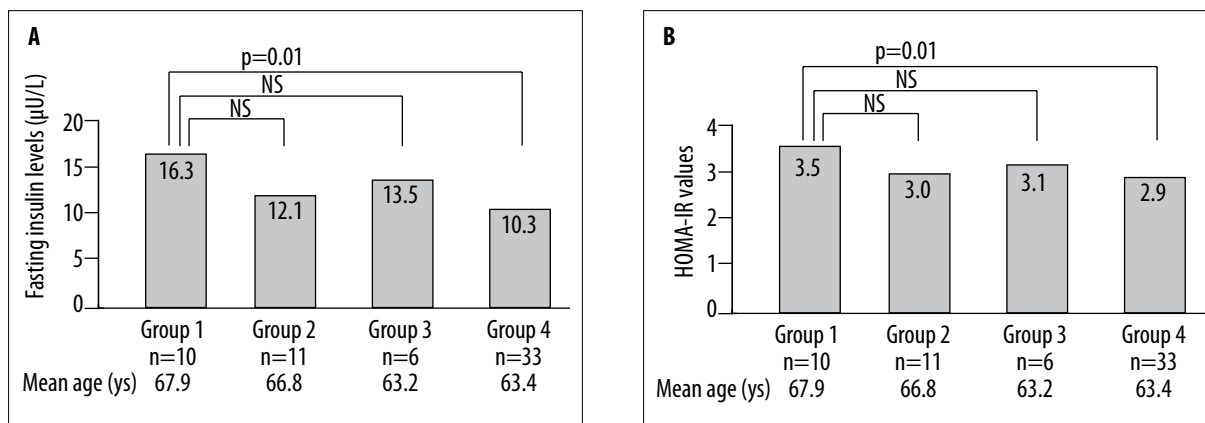 A
p=0.01
NS
NS
Fasting insulin levels (µU/L)
20
15
10
5
0
16.3
12.1
13.5
10.3
Group 1 Group 2 Group 3 Group 4
n=10 n=11 n=6 n=33
Mean age (ys) 67.9 66.8 63.2 63.4
B
p=0.01
NS
NS
HOMA-IR values
4
3
2
1
0
3.5
3.0
3.1
2.9
Group 1 Group 2 Group 3 Group 4
n=10 n=11 n=6 n=33
Mean age (ys) 67.9 66.8 63.2 63.4